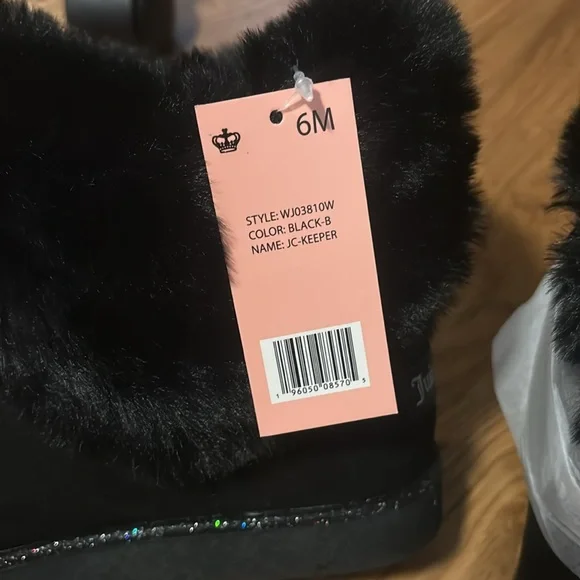 6M
STYLE: WJ03810W
COLOR: BLACK-B
NAME: JC-KEEPER
1 96050 08570 5